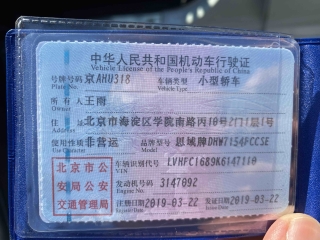 中华人民共和国机动车行驶证
Vehicle License of the People's Republic of China
号牌号码 京AHU318 车辆类型 小型轿车
Plate No. Vehicle Type
所有人 王雨
Owner
住址 北京市海淀区学院南路丙10号
Address
使用性质 非营运 品牌型号 思域牌DHW7154FCCSE
Use Character Model
北京市公 车辆识别代号 LVHFC1689K6147110
VIN
安局公安 发动机号码 3147092
Engine No.
交通管理局 注册日期 2019-03-22 发证日期 2019-03-22